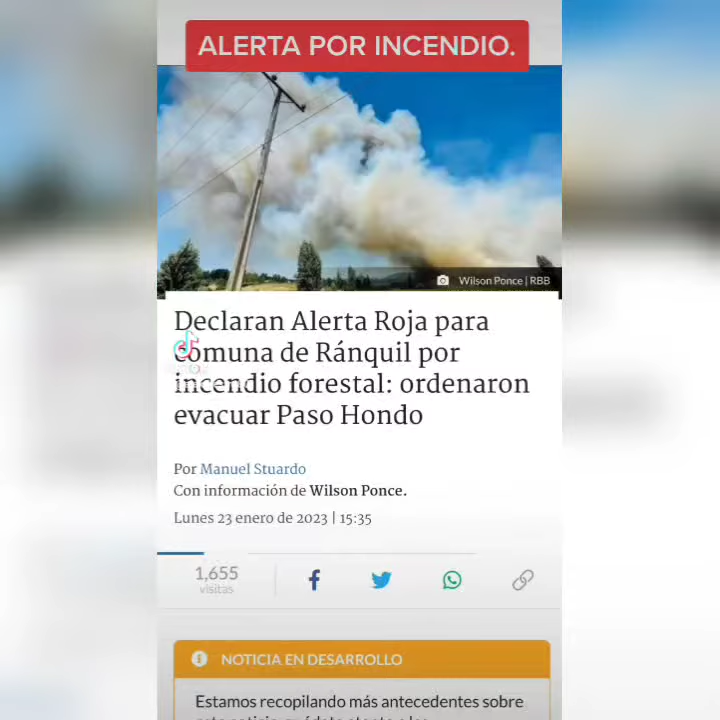 ALERTA POR INCENDIO.
Wilson Ponce | RBB
Declaran Alerta Roja para
comuna de Ránquil por
incendio forestal: ordenaron
evacuar Paso Hondo
Por Manuel Stuardo
Con información de Wilson Ponce.
Lunes 23 enero de 2023 | 15:35
1,655
visitas
NOTICIA EN DESARROLLO
Estamos recopilando más antecedentes sobre